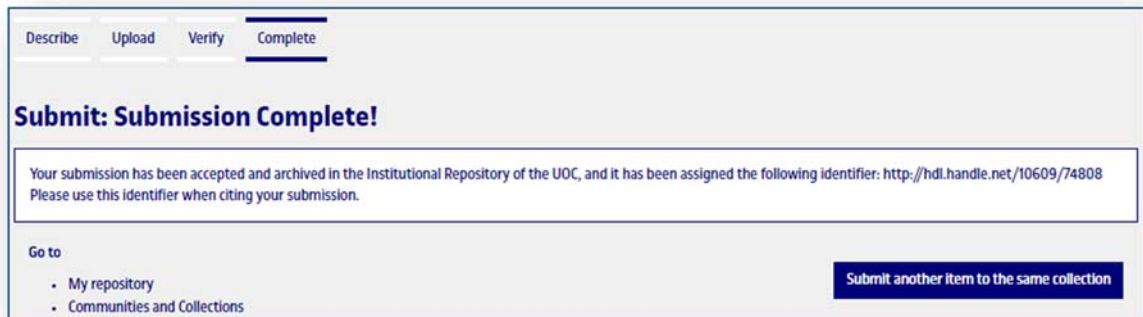 Describe Upload Verify Complete
Submit: Submission Complete!
Your submission has been accepted and archived in the Institutional Repository of the UOC, and it has been assigned the following identifier: http://hdl.handle.net/10609/74808
Please use this identifier when citing your submission.
Go to
• My repository
• Communities and Collections
Submit another item to the same collection